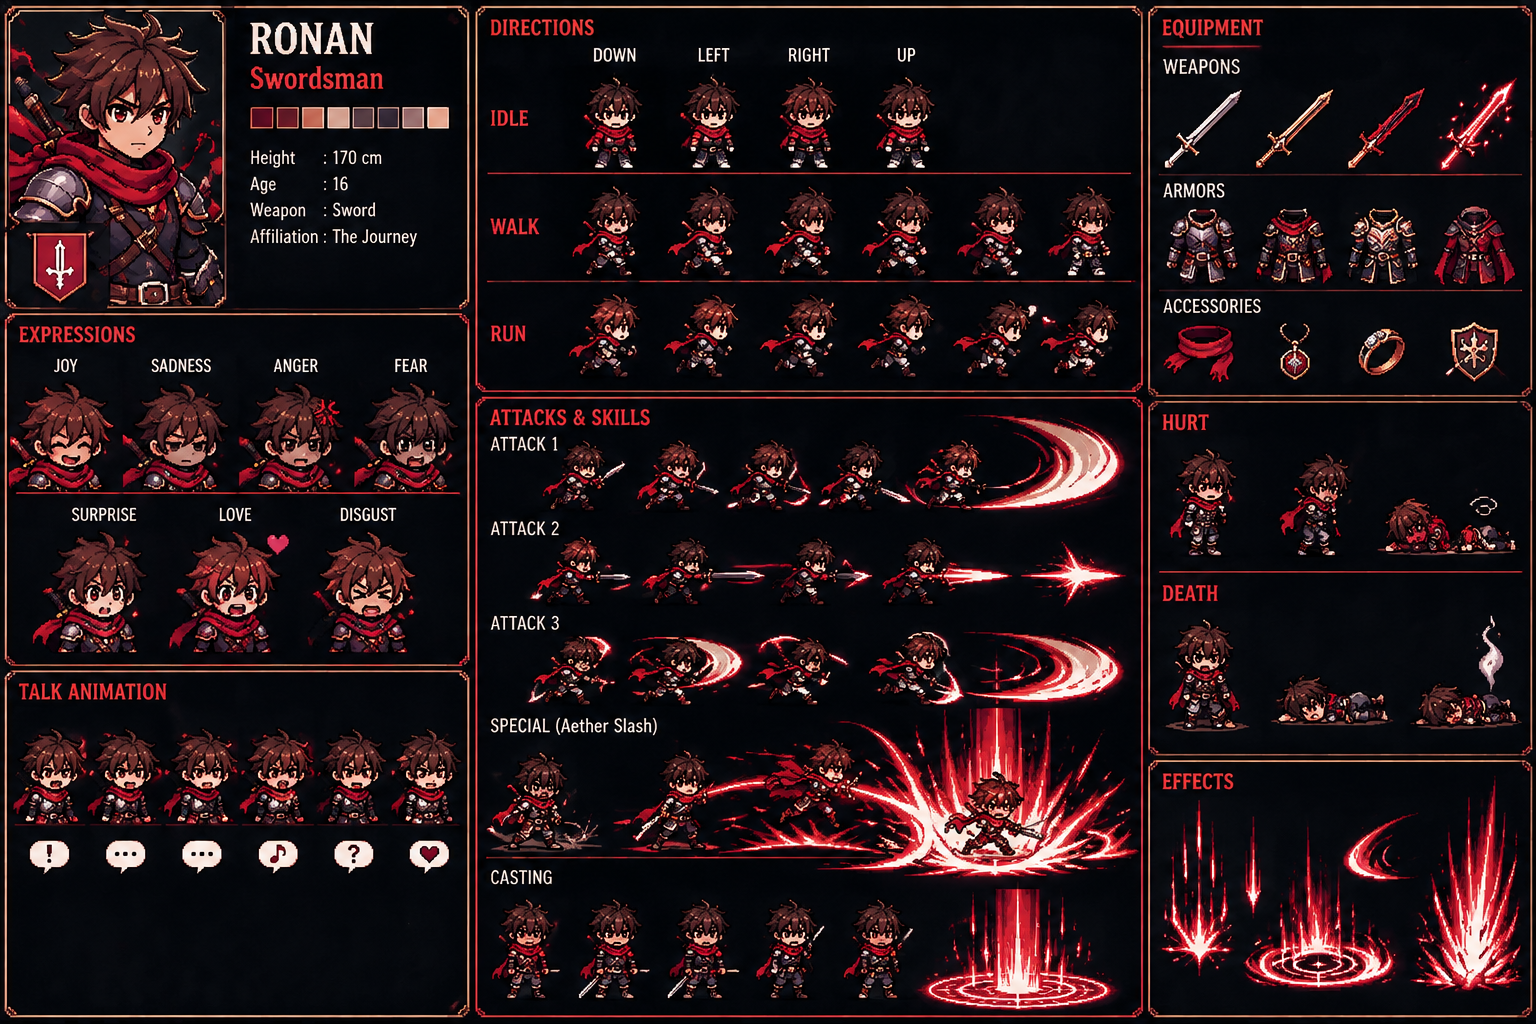 RONAN
Swordsman
Height : 170 cm
Age : 16
Weapon : Sword
Affiliation : The Journey
EXPRESSIONS
JOY SADNESS ANGER FEAR
SURPRISE LOVE DISGUST
TALK ANIMATION
! ... ... ♪ ? ♥
DIRECTIONS
DOWN LEFT RIGHT UP
IDLE
WALK
RUN
ATTACKS & SKILLS
ATTACK 1
ATTACK 2
ATTACK 3
SPECIAL (Aether Slash)
CASTING
EQUIPMENT
WEAPONS
ARMORS
ACCESSORIES
HURT
DEATH
EFFECTS